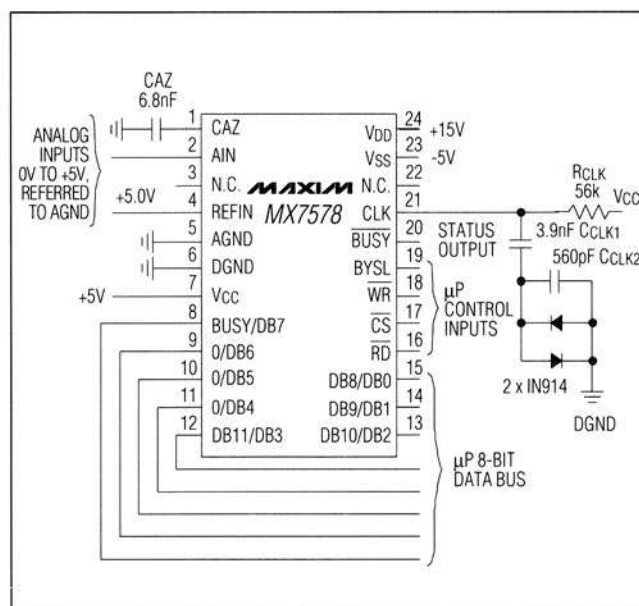 CAZ
6.8nF
ANALOG
INPUTS
0V TO +5V,
REFERRED
TO AGND
+5.0V
+5V
1 CAZ
2 AIN
3 N.C.
4 REFIN
5 AGND
6 DGND
7 VCC
8 BUSY/DB7
9 0/DB6
10 0/DB5
11 0/DB4
12 DB11/DB3
MAXIM
MX7578
VDD 24 +15V
VSS 23 -5V
N.C. 22
CLK 21
BUSY 20
BYSL 19
WR 18
CS 17
RD 16
DB8/DB0 15
DB9/DB1 14
DB10/DB2 13
STATUS
OUTPUT
µP
CONTROL
INPUTS
µP 8-BIT
DATA BUS
RCLK
56k
VCC
3.9nF CCLK1
560pF CCLK2
2 x IN914
DGND